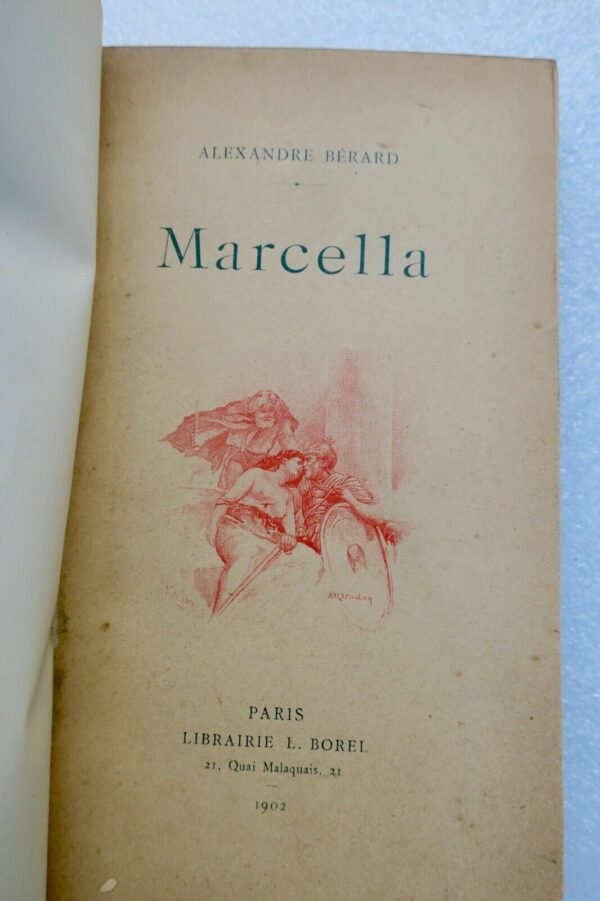 ALEXANDRE BÉRARD
Marcella
PARIS
LIBRAIRIE L. BOREL
21, Quai Malaquais, 21
1902